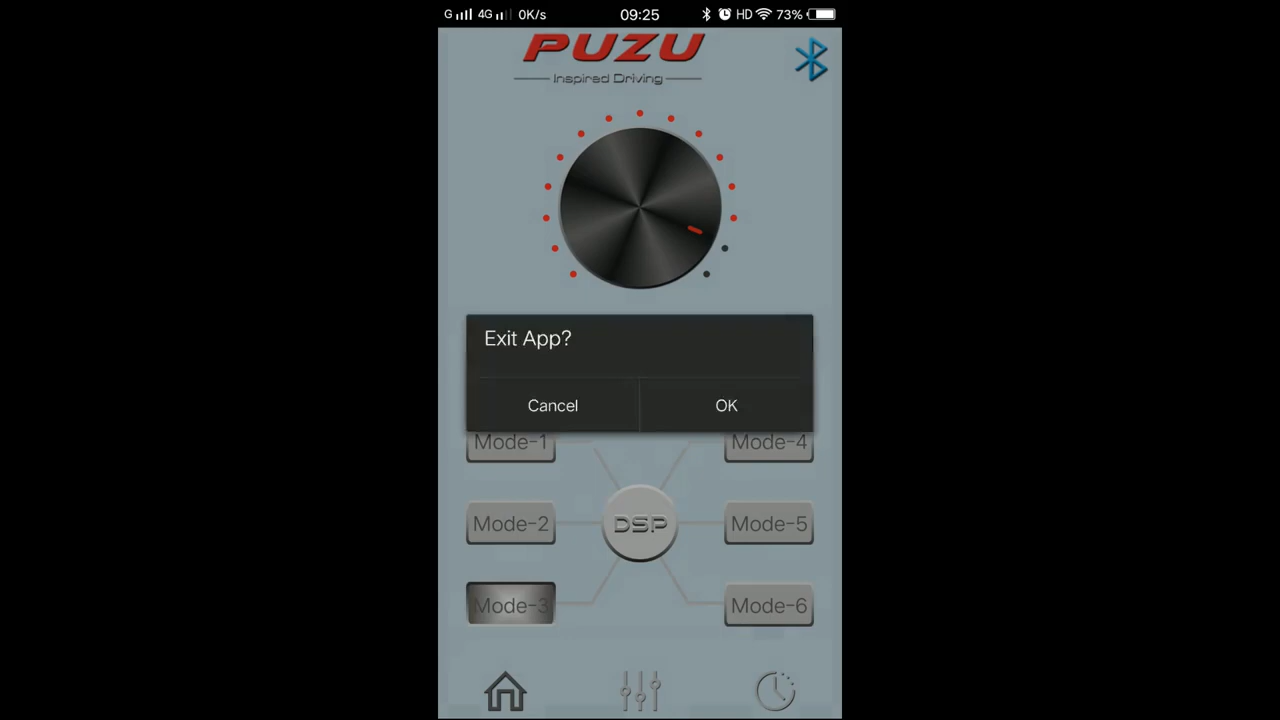 G 4G 0K/s 09:25 HD 73%
PUZU
Inspired Driving
Exit App?
Cancel OK
Mode-1 Mode-4
Mode-2 DSP Mode-5
Mode-3 Mode-6